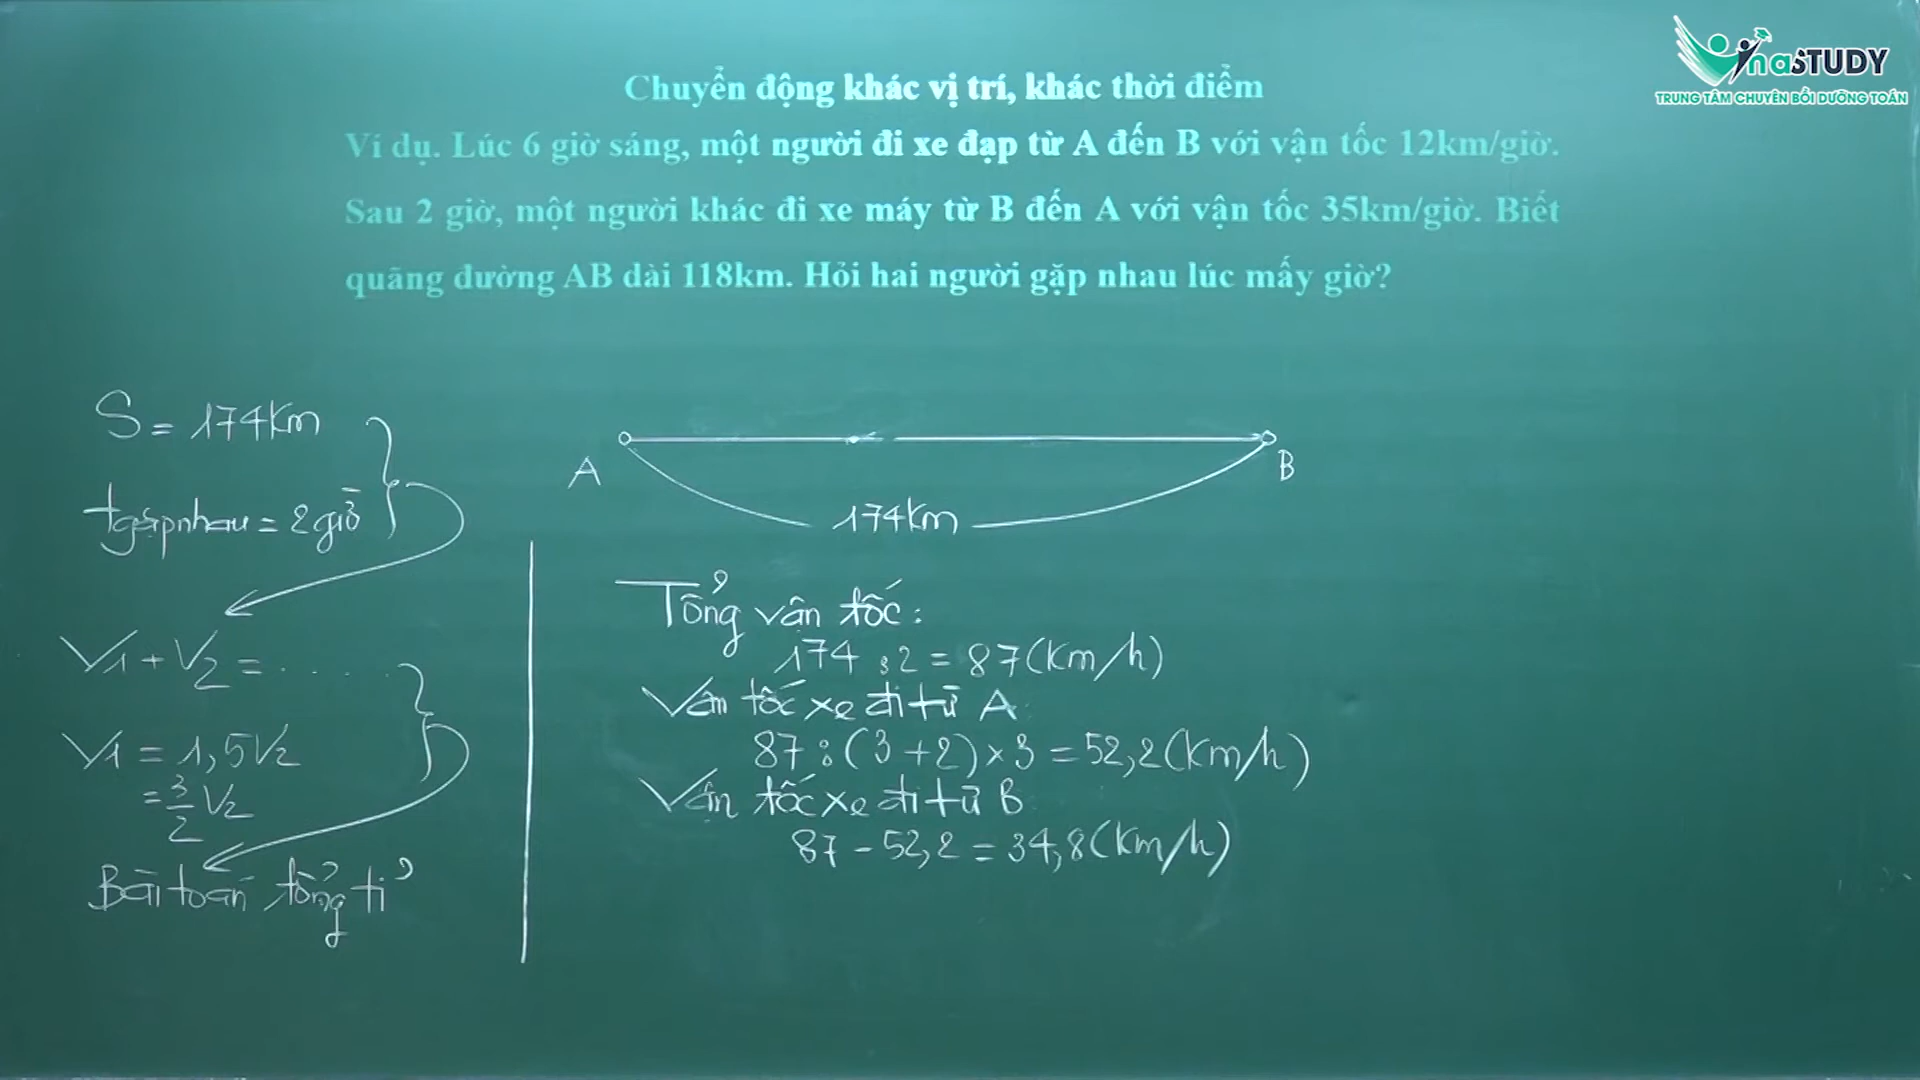 VinaSTUDY
TRUNG TÂM CHUYÊN BỒI DƯỠNG TOÁN
Chuyển động khác vị trí, khác thời điểm
Ví dụ. Lúc 6 giờ sáng, một người đi xe đạp từ A đến B với vận tốc 12km/giờ.
Sau 2 giờ, một người khác đi xe máy từ B đến A với vận tốc 35km/giờ. Biết
quãng đường AB dài 118km. Hỏi hai người gặp nhau lúc mấy giờ?
S = 174km
tgặpnhau = 2 giờ
V1 + V2 = .....
V1 = 1,5V2
= 3/2 V2
Bài toán tổng tỉ
A
B
174km
Tổng vận tốc:
174 : 2 = 87 (km/h)
Vận tốc xe đi từ A
87 : (3 + 2) × 3 = 52,2 (km/h)
Vận tốc xe đi từ B
87 - 52,2 = 34,8 (km/h)